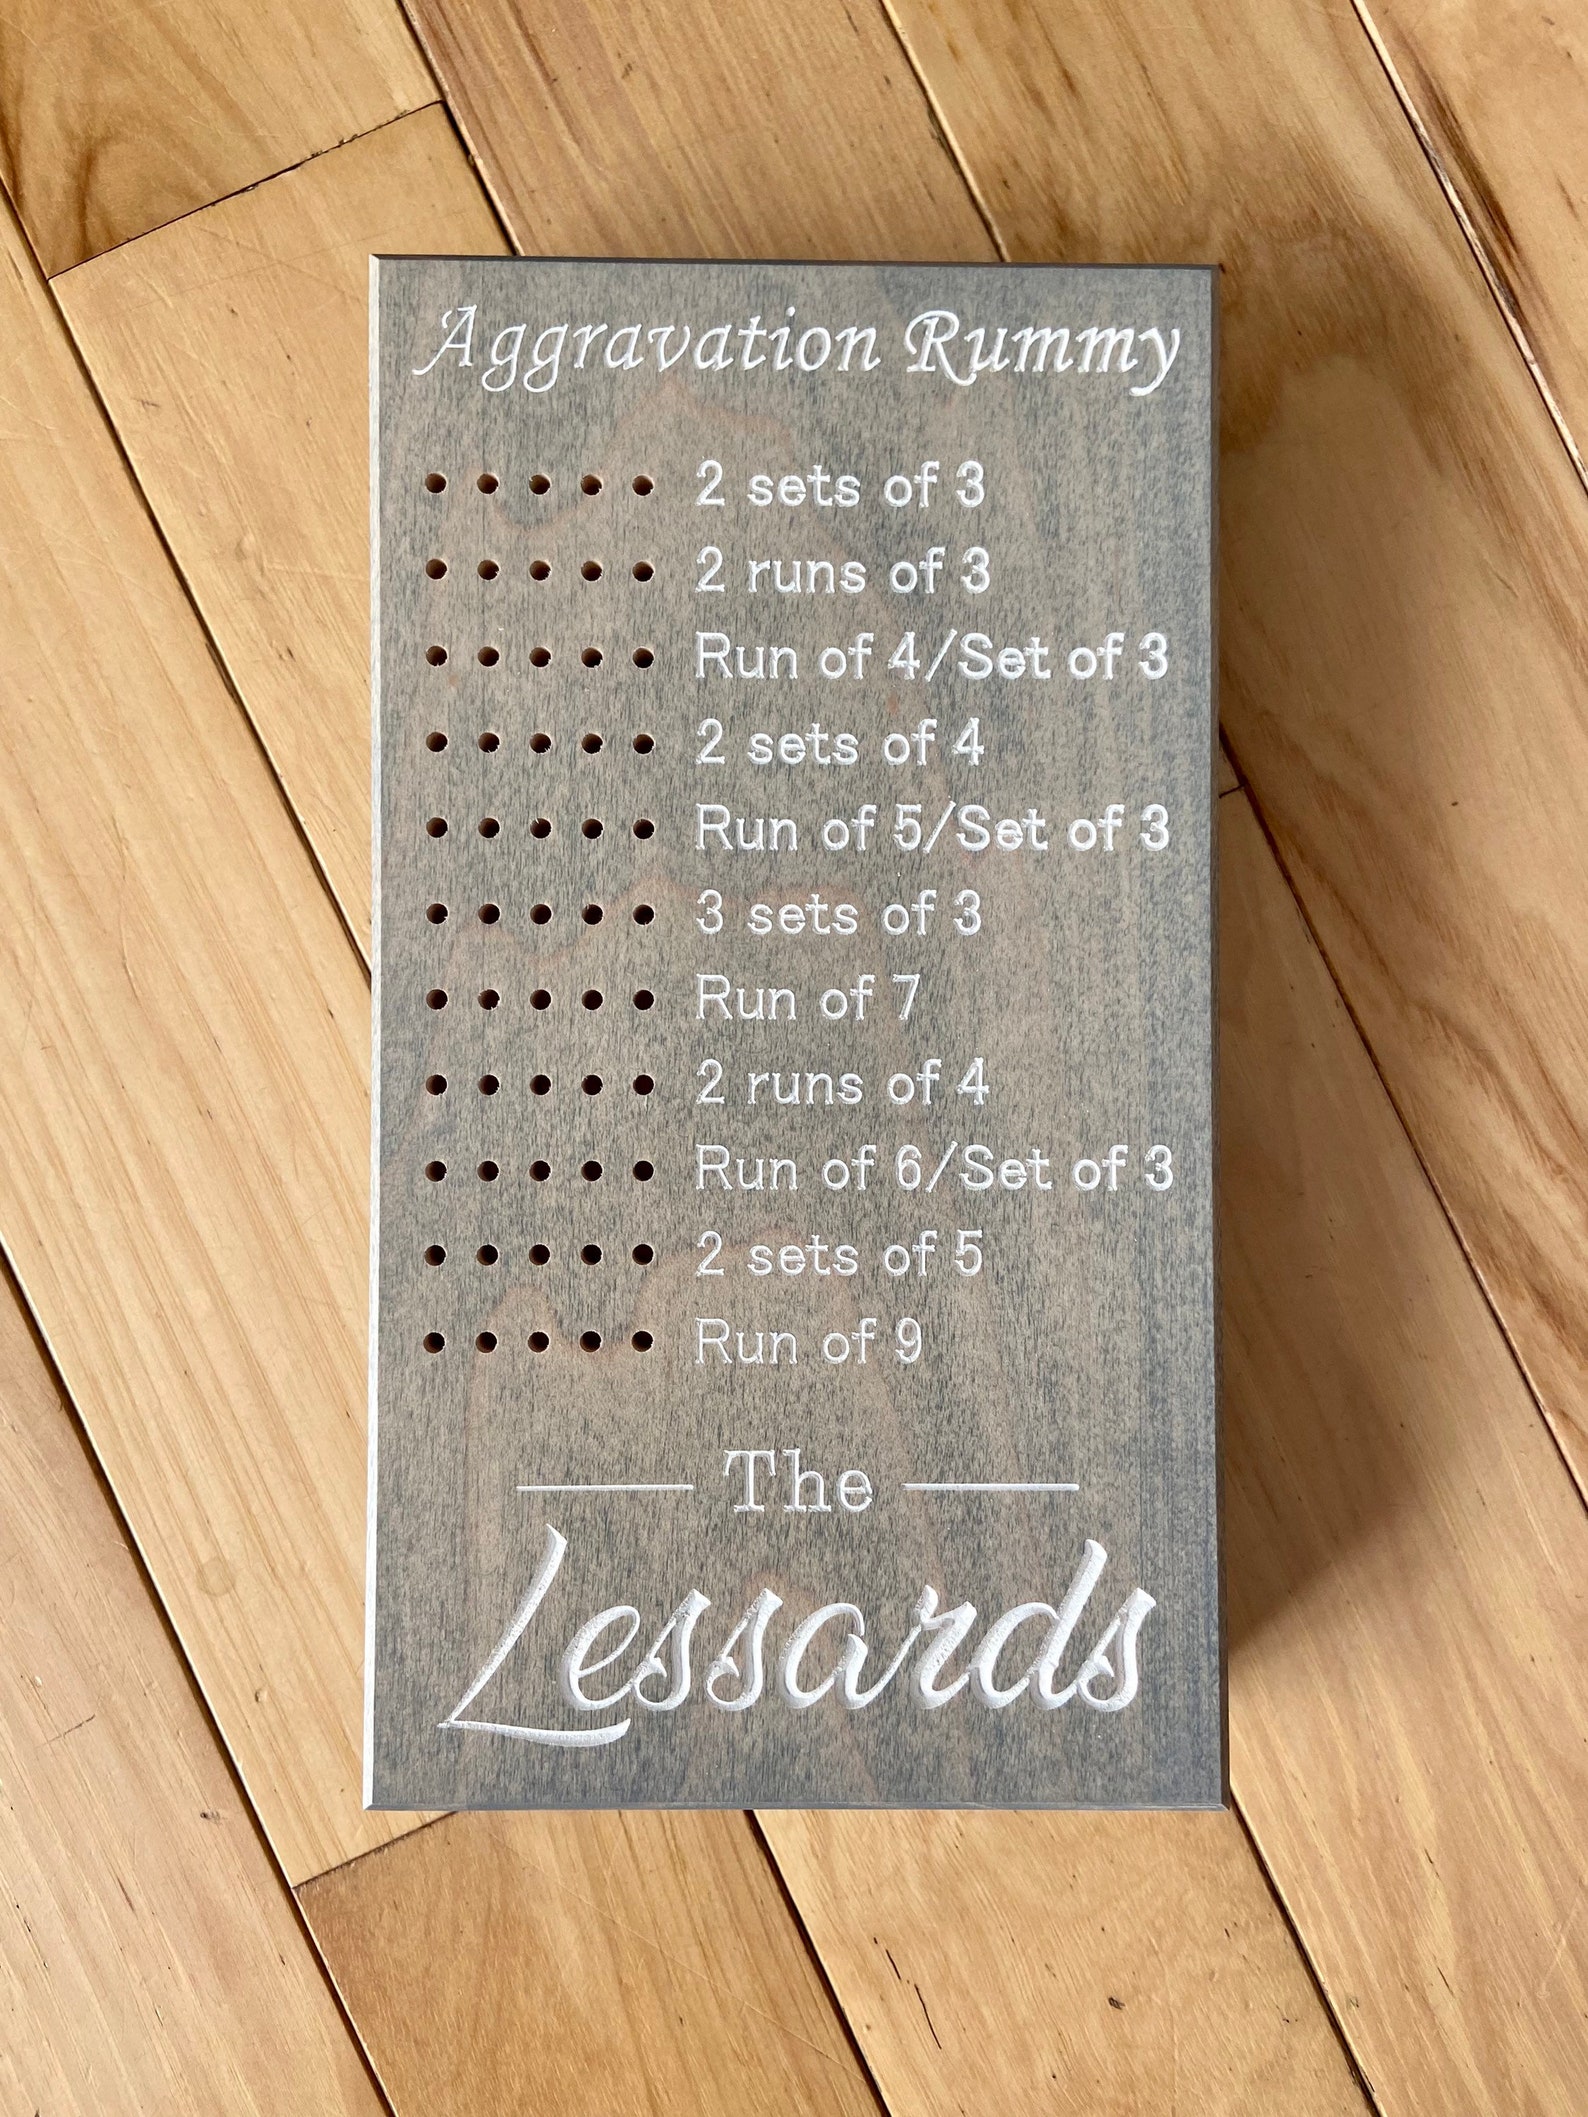 Aggravation Rummy
2 sets of 3
2 runs of 3
Run of 4/Set of 3
2 sets of 4
Run of 5/Set of 3
3 sets of 3
Run of 7
2 runs of 4
Run of 6/Set of 3
2 sets of 5
Run of 9
The
Lessards